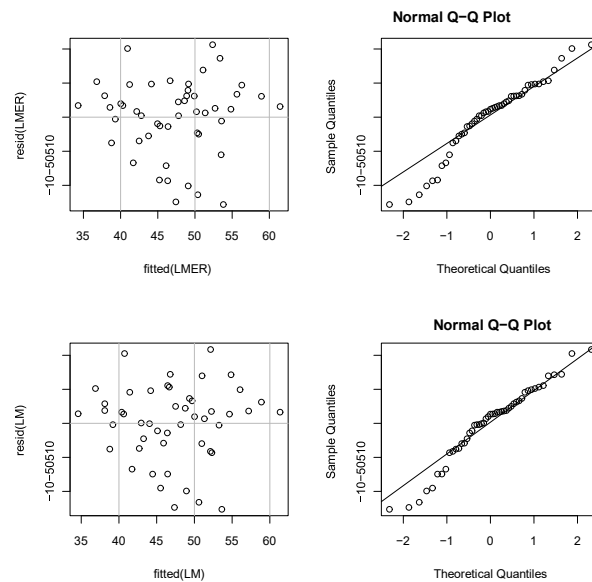 Normal Q−Q Plot
resid(LMER)
−10−50510
35 40 45 50 55 60
fitted(LMER)
Sample Quantiles
−10−50510
−2 −1 0 1 2
Theoretical Quantiles
Normal Q−Q Plot
resid(LM)
−10−50510
35 40 45 50 55 60
fitted(LM)
Sample Quantiles
−10−50510
−2 −1 0 1 2
Theoretical Quantiles